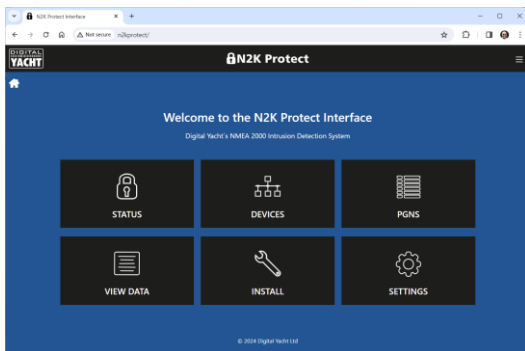 N2K Protect Interface
Not secure
n2kprotect/
DIGITAL
YACHT
N2K Protect
Welcome to the N2K Protect Interface
Digital Yacht's NMEA 2000 Intrusion Detection System
STATUS
DEVICES
PGNS
VIEW DATA
INSTALL
SETTINGS
© 2024 Digital Yacht Ltd